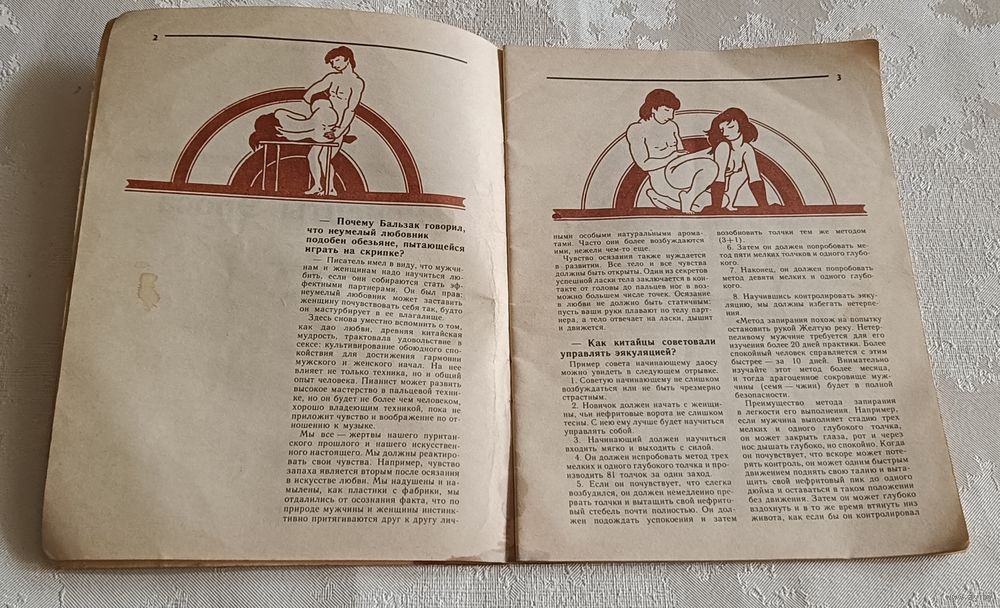 2
— Почему Бальзак говорил,
что неумелый любовник
подобен обезьяне, пытающейся
играть на скрипке?
— Писатель имел в виду, что мужчи-
нам и женщинам надо научиться лю-
бить, если они собираются стать эф-
фектными партнерами. Он был прав:
неумелый любовник может заставить
женщину почувствовать себя так, будто
он мастурбирует в ее влагалище.
Здесь снова уместно вспомнить о том,
как дао любви, древняя китайская
мудрость, трактовала удовольствие в
сексе: культивирование обоюдного спо-
койствия для достижения гармонии
мужского и женского начал. На нее
влияет не только техника, но и общий
опыт человека. Пианист может развить
высокое мастерство в пальцевой техни-
ке, но он будет не более чем человеком,
хорошо владеющим техникой, пока не
приложит чувство и воображение по от-
ношению к музыке.
Мы все — жертвы нашего пуритан-
ского прошлого и нашего искусствен-
ного настоящего. Мы должны реактиро-
вать свои чувства. Например, чувство
запаха является вторым после осязания
в искусстве любви. Мы надушены и на-
мылены, как пластики с фабрики, мы
отдалились от осознания факта, что по
природе мужчины и женщины инстинк-
тивно притягиваются друг к другу лич-
3
ными особыми натуральными арома-
тами. Часто они более возбуждаются
ими, нежели чем-то еще.
Чувство осязания также нуждается
в развитии. Все тело и все чувства
должны быть открыты. Один из секретов
успешной ласки тела заключается в кон-
такте от головы до пальцев ног в воз-
можно большем числе точек. Осязание
в любви не должно быть статичным:
пусть ваши руки плавают по телу парт-
нера, а тело отвечает на ласки, дышит
и движется.
— Как китайцы советовали
управлять эякуляцией?
Пример совета начинающему даосу
можно увидеть в следующем отрывке.
1. Советую начинающему не слишком
возбуждаться или не быть чрезмерно
страстным.
2. Новичок должен начать с женщи-
ны, чьи нефритовые ворота не слишком
тесны. С нею ему лучше будет научиться
управлять собой.
3. Начинающий должен научиться
входить мягко и выходить с силой.
4. Он должен испробовать метод трех
мелких и одного глубокого толчка и про-
изводить 81 толчок за один заход.
5. Если он почувствует, что слегка
возбудился, он должен немедленно пре-
рвать толчки и вытащить свой нефрито-
вый стебель почти полностью. Он дол-
жен подождать успокоения и затем
возобновить толчки тем же методом
(3+1).
6. Затем он должен попробовать ме-
тод пяти мелких толчков и одного глубо-
кого.
7. Наконец, он должен попробовать
метод девяти мелких и одного глубо-
кого.
8. Научившись контролировать эяку-
ляцию, мы должны избегать нетерпе-
ния.
«Метод запирания похож на попытку
остановить рукой Желтую реку. Нетер-
пеливому мужчине требуется для его
изучения более 20 дней практики. Более
спокойный человек справляется с этим
быстрее — за 10 дней. Внимательно
изучайте этот метод более месяца,
и тогда драгоценное сокровище муж-
чины (семя — чжин) будет в полной
безопасности.
Преимущество метода запирания
в легкости его выполнения. Например,
если мужчина выполняет стадию трех
мелких и одного глубокого толчка,
он может закрыть глаза, рот и через
нос дышать глубоко, но спокойно. Когда
он почувствует, что вскоре может поте-
рять контроль, он может одним быстрым
движением поднять свою талию и выта-
щить свой нефритовый пик до одного
дюйма и оставаться в таком положении
без движения. Затем он может глубоко
вздохнуть и в то же время втянуть низ
живота, как если бы он контролировал